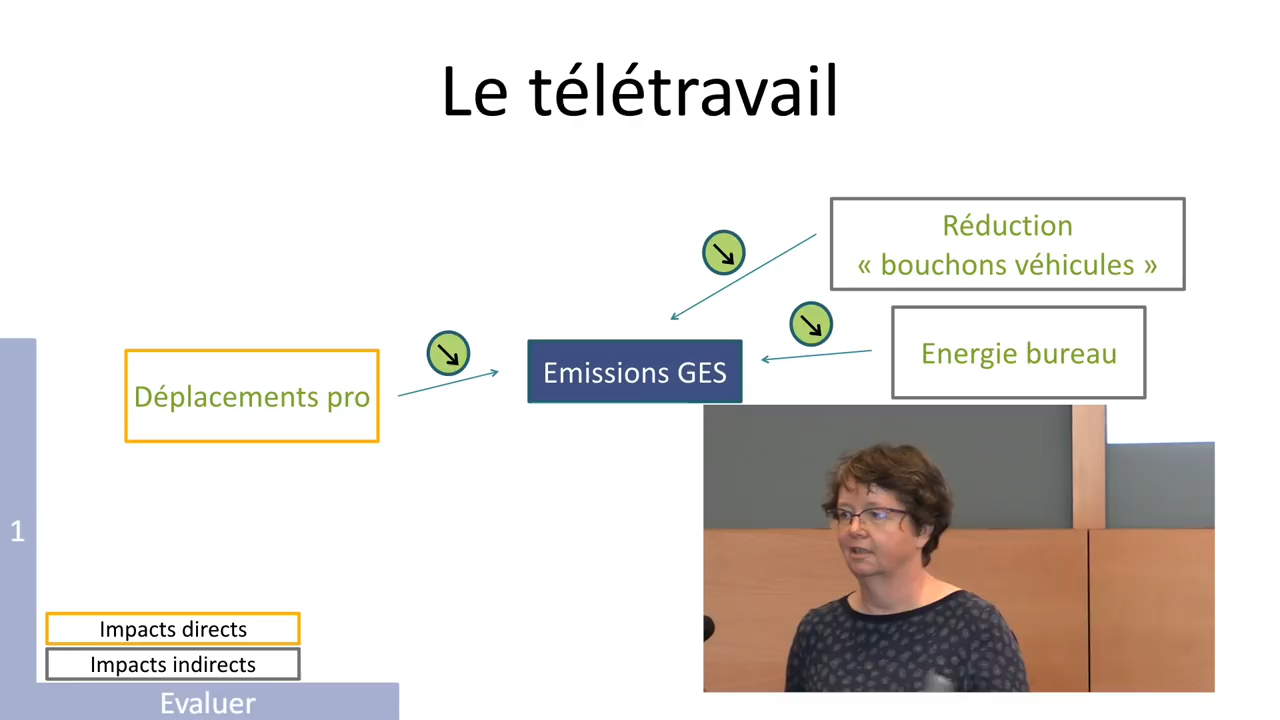 Le télétravail
Réduction
« bouchons véhicules »
Energie bureau
Emissions GES
Déplacements pro
1
Impacts directs
Impacts indirects
Evaluer